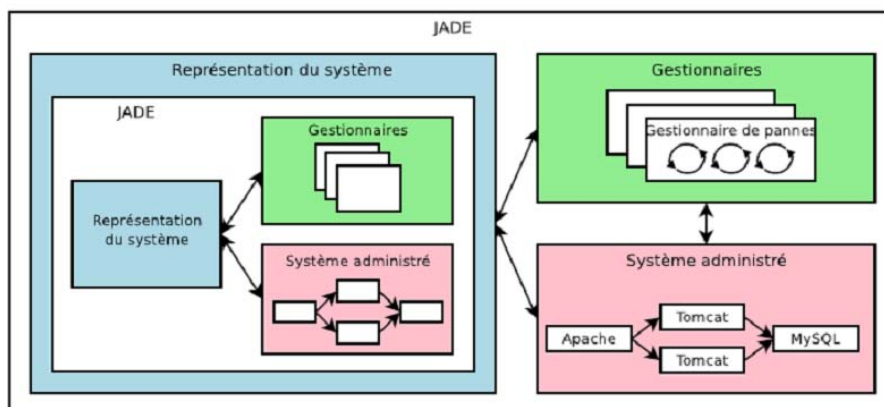 JADE
Représentation du système
JADE
Gestionnaires
Représentation
du système
Système administré
Gestionnaires
Gestionnaire de pannes
Système administré
Apache
Tomcat
Tomcat
MySQL